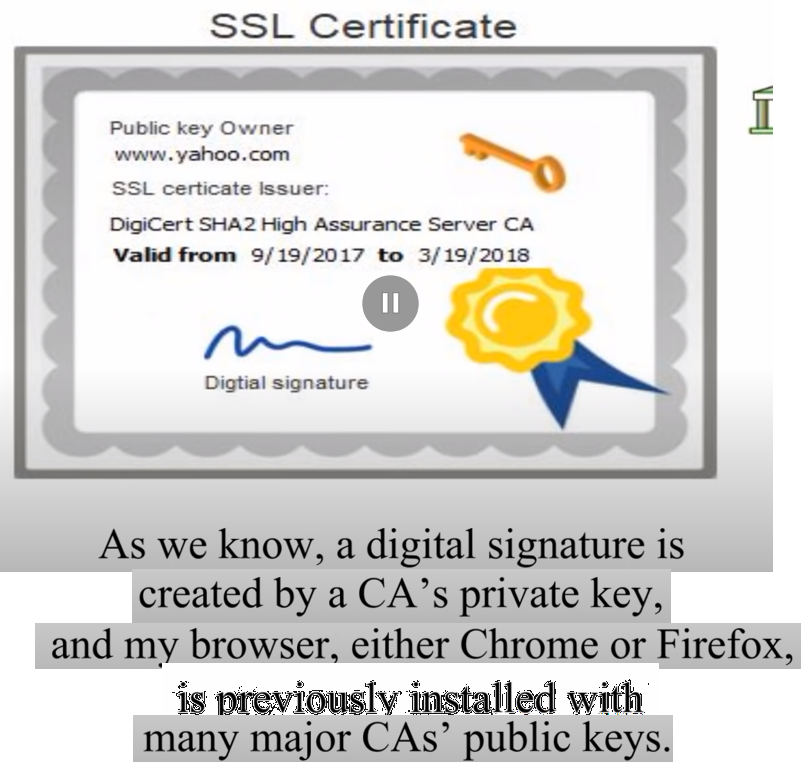 SSL Certificate
Public key Owner
www.yahoo.com
SSL certicate Issuer:
DigiCert SHA2 High Assurance Server CA
Valid from 9/19/2017 to 3/19/2018
Digtial signature
As we know, a digital signature is
created by a CA’s private key,
and my browser, either Chrome or Firefox,
is previously installed with
many major CAs’ public keys.